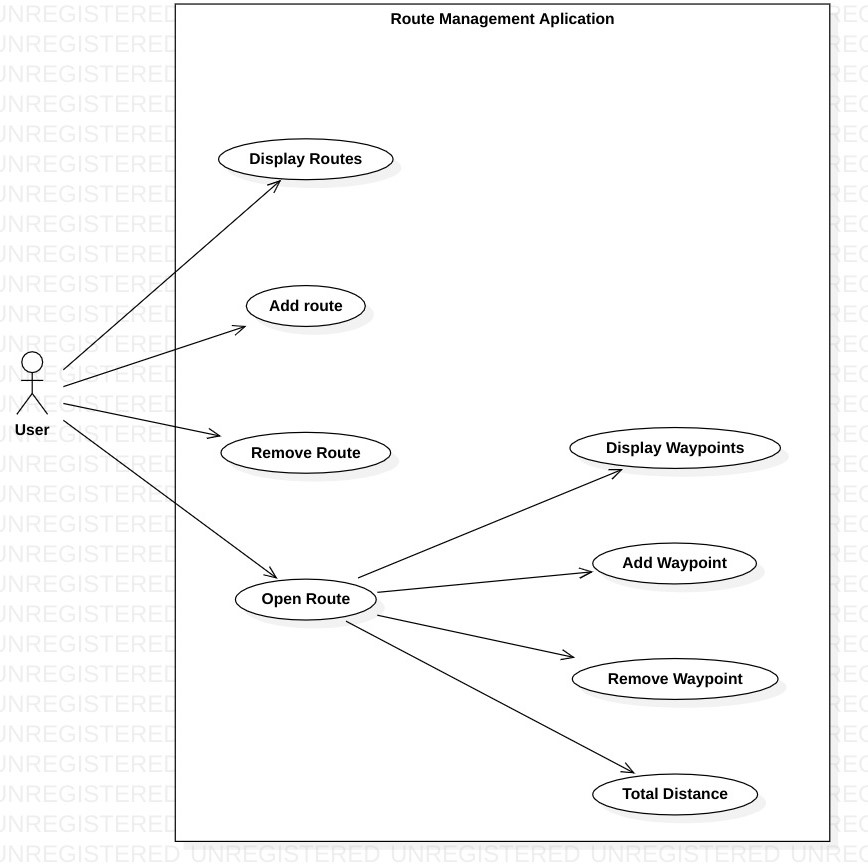 Route Management Aplication
Display Routes
Add route
User
Remove Route
Display Waypoints
Add Waypoint
Open Route
Remove Waypoint
Total Distance
UNREGISTERED UNREGISTERED UNREGISTERED UNREGISTERED